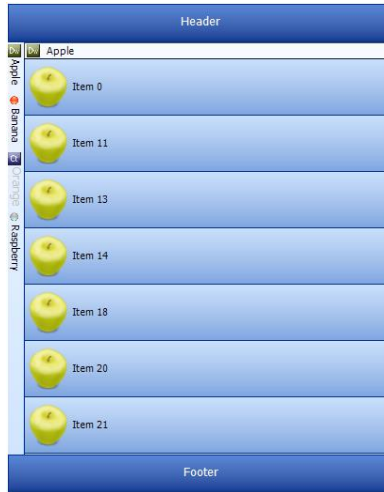 Header
Dw Apple
Apple
Banana
Orange
Raspberry
Item 0
Item 11
Item 13
Item 14
Item 18
Item 20
Item 21
Footer